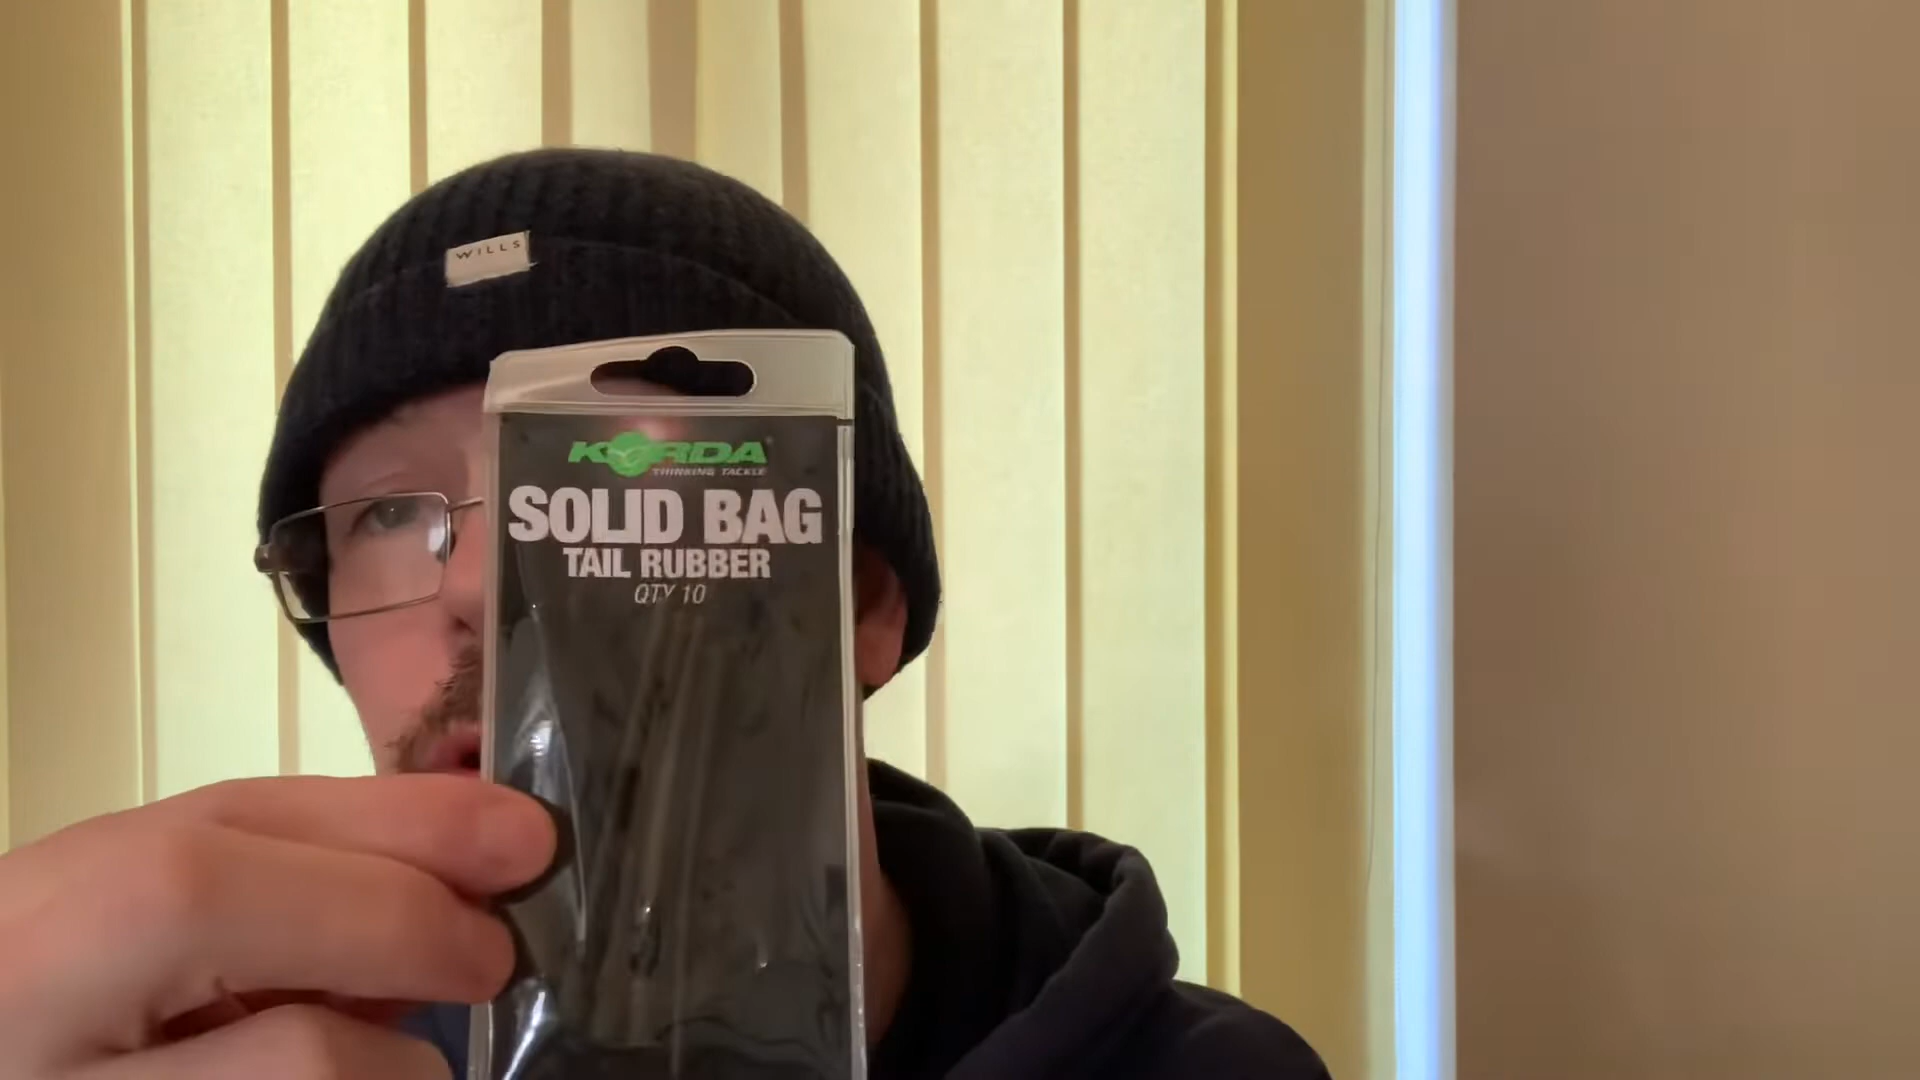 WILLS
KORDA
THINKING TACKLE
SOLID BAG
TAIL RUBBER
QTY 10